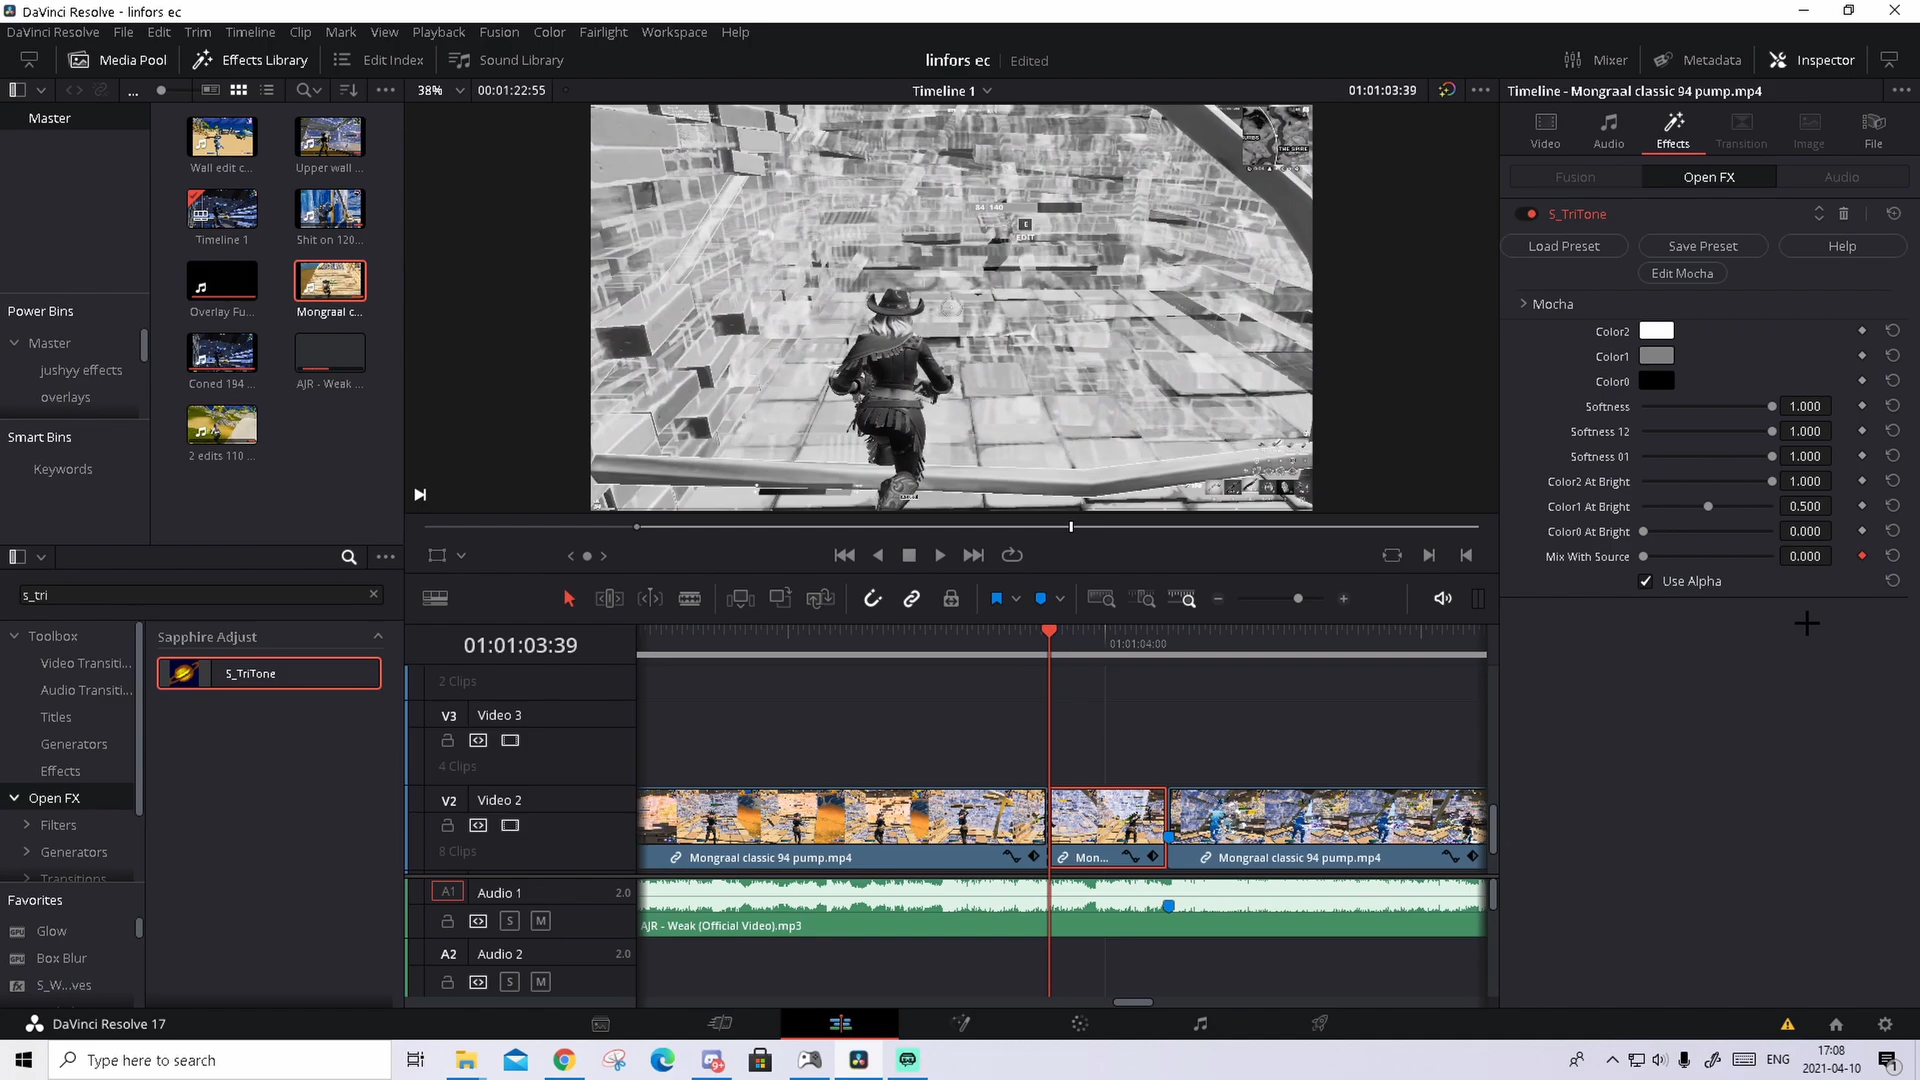 DaVinci Resolve - linfors ec
DaVinci Resolve File Edit Trim Timeline Clip Mark View Playback Fusion Color Fairlight Workspace Help
Media Pool Effects Library Edit Index Sound Library linfors ec Edited Mixer Metadata Inspector
38% 00:01:22:55 Timeline 1 01:01:03:39 Timeline - Mongraal classic 94 pump.mp4
Master
Wall edit c... Upper wall ...
Timeline 1 Shit on 120...
Overlay Fu... Mongraal c...
Coned 194 ... AJR - Weak ...
2 edits 110 ...
Power Bins
Master
jushyy effects
overlays
Smart Bins
Keywords
THE SPIRE
84 140
E
EDIT
Video Audio Effects Transition Image File
Fusion Open FX Audio
S_TriTone
Load Preset Save Preset Help
Edit Mocha
Mocha
Color2
Color1
Color0
Softness 1.000
Softness 12 1.000
Softness 01 1.000
Color2 At Bright 1.000
Color1 At Bright 0.500
Color0 At Bright 0.000
Mix With Source 0.000
Use Alpha
s_tri
Toolbox
Video Transiti...
Audio Transiti...
Titles
Generators
Effects
Open FX
Filters
Generators
Transitions
Favorites
Glow
Box Blur
S_W...ves
Sapphire Adjust
S_TriTone
01:01:03:39 01:01:04:00
2 Clips
V3 Video 3
4 Clips
V2 Video 2
8 Clips
Mongraal classic 94 pump.mp4 Mon... Mongraal classic 94 pump.mp4
A1 Audio 1 2.0
S M
AJR - Weak (Official Video).mp3
A2 Audio 2 2.0
S M
DaVinci Resolve 17
Type here to search
9+
ENG
17:08
2021-04-10
1